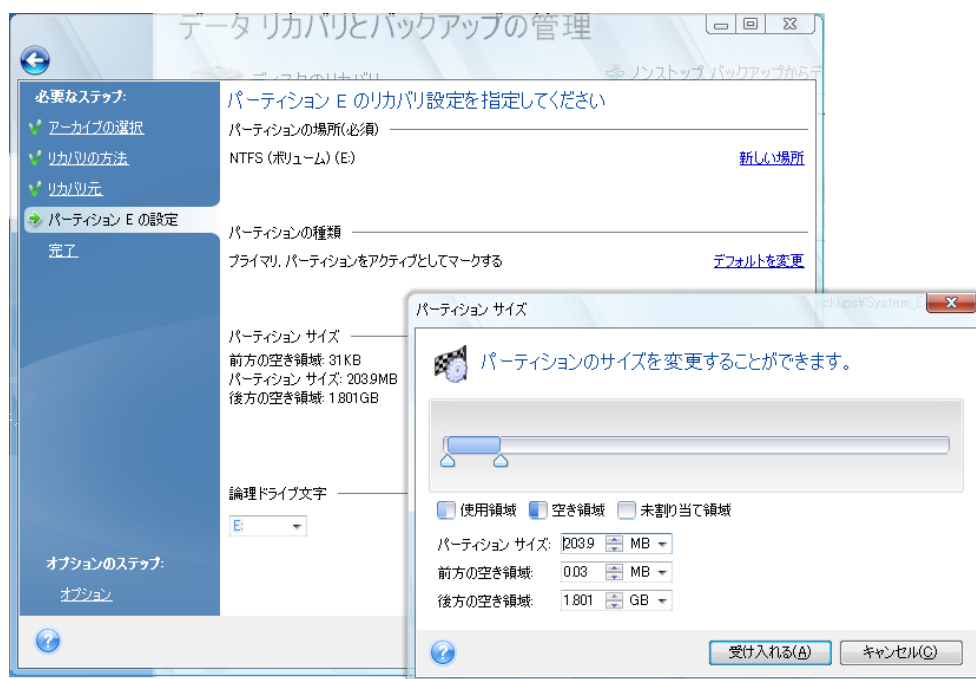 データ リカバリとバックアップの管理
ディスクのリカバリ
ノンストップ バックアップからデ
必要なステップ:
アーカイブの選択
リカバリの方法
リカバリ元
パーティション E の設定
完了
オプションのステップ:
オプション
パーティション E のリカバリ設定を指定してください
パーティションの場所(必須)
NTFS (ボリューム) (E:)
新しい場所
パーティションの種類
プライマリ, パーティションをアクティブとしてマークする
デフォルトを変更
パーティション サイズ
前方の空き領域: 31KB
パーティション サイズ: 203.9MB
後方の空き領域: 1.801GB
論理ドライブ文字
E:
ckups¥System_E
パーティション サイズ
パーティションのサイズを変更することができます。
使用領域 空き領域 未割り当て領域
パーティション サイズ: 203.9 MB
前方の空き領域: 0.03 MB
後方の空き領域: 1.801 GB
受け入れる(A) キャンセル(C)